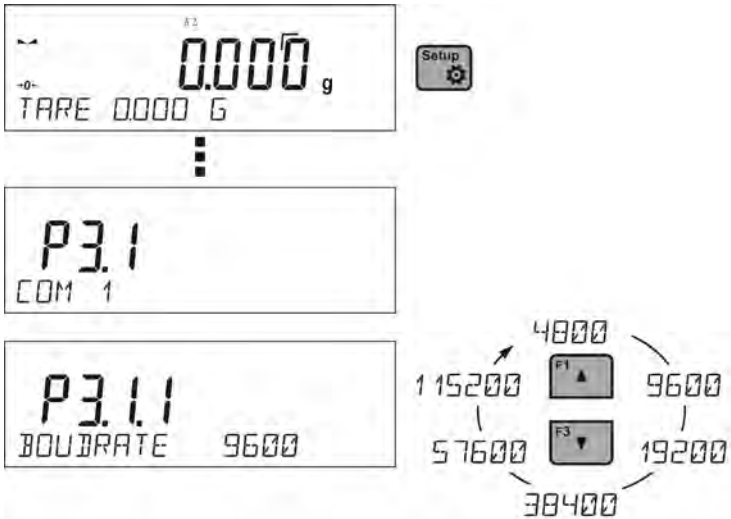 0.000 g
→0←
TARE 0.000 G
Setup
P3.1
COM 1
P3.1.1
BOUDRATE 9600
4800
115200 F1 9600
57600 F3 19200
38400